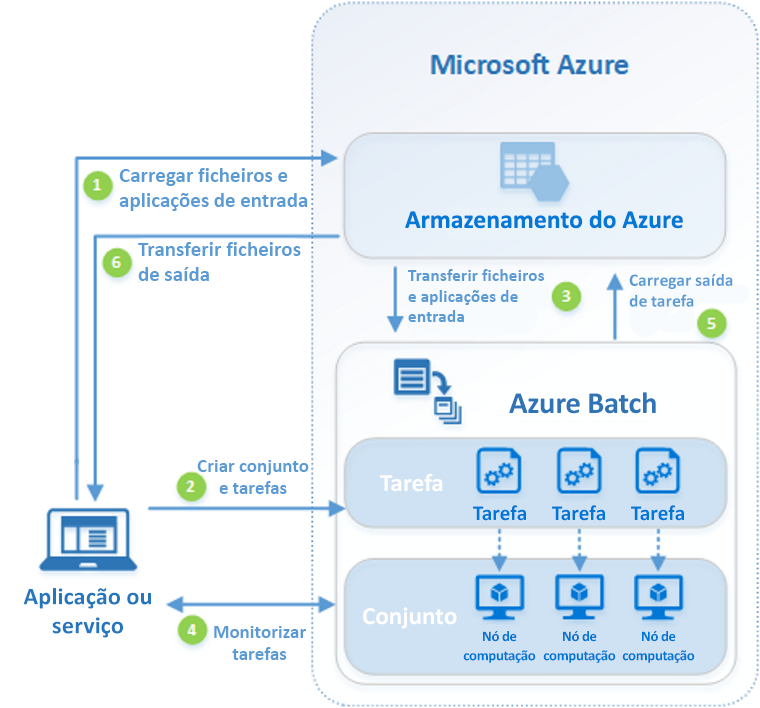 Microsoft Azure
1
Carregar ficheiros e
aplicações de entrada
Armazenamento do Azure
6
Transferir ficheiros
de saída
Transferir ficheiros
e aplicações de
entrada
3
Carregar saída
de tarefa
5
Azure Batch
2
Criar conjunto
e tarefas
Tarefa
Tarefa
Tarefa
Tarefa
Aplicação ou
serviço
4
Monitorizar
tarefas
Conjunto
Nó de
computação
Nó de
computação
Nó de
computação